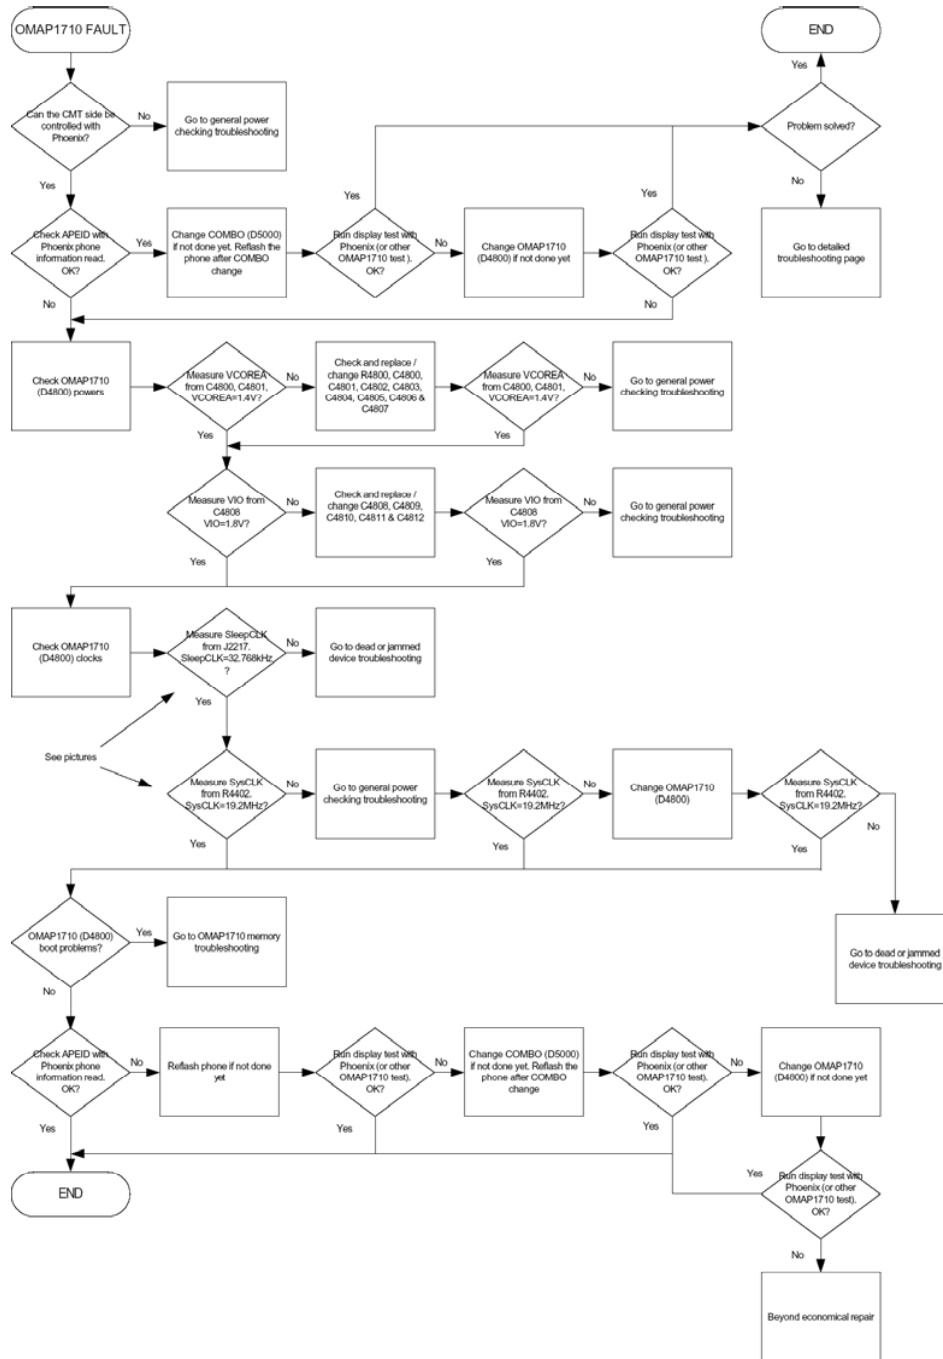 OMAP1710 FAULT
END
Yes
Can the CMT side be
controlled with
Phoenix?
No
Go to general power
checking troubleshooting
Problem solved?
Yes
Yes
Yes
No
Check APEID with
Phoenix phone
information read.
OK?
Yes
Change COMBO (D5000)
if not done yet. Reflash the
phone after COMBO
change
Run display test with
Phoenix (or other
OMAP1710 test ).
OK?
No
Change OMAP1710
(D4800) if not done yet
Run display test with
Phoenix (or other
OMAP1710 test ).
OK?
Go to detailed
troubleshooting page
No
No
Check OMAP1710
(D4800) powers
Measure VCOREA
from C4800, C4801,
VCOREA=1.4V?
No
Check and replace /
change R4800, C4800,
C4801, C4802, C4803,
C4804, C4805, C4806 &
C4807
Measure VCOREA
from C4800, C4801,
VCOREA=1.4V?
No
Go to general power
checking troubleshooting
Yes
Yes
Measure VIO from
C4808
VIO=1.8V?
No
Check and replace /
change C4808, C4809,
C4810, C4811 & C4812
Measure VIO from
C4808
VIO=1.8V?
No
Go to general power
checking troubleshooting
Yes
Yes
Check OMAP1710
(D4800) clocks
Measure SleepCLK
from J2217.
SleepCLK=32.768kHz
?
No
Go to dead or jammed
device troubleshooting
Yes
See pictures
Measure SysCLK
from R4402.
SysCLK=19.2MHz?
No
Go to general power
checking troubleshooting
Measure SysCLK
from R4402.
SysCLK=19.2MHz?
No
Change OMAP1710
(D4800)
Measure SysCLK
from R4402.
SysCLK=19.2MHz?
No
Yes
Yes
Yes
OMAP1710 (D4800)
boot problems?
Yes
Go to OMAP1710 memory
troubleshooting
Go to dead or jammed
device troubleshooting
No
Check APEID with
Phoenix phone
information read.
OK?
No
Reflash phone if not done
yet
Run display test with
Phoenix (or other
OMAP1710 test).
OK?
No
Change COMBO (D5000)
if not done yet. Reflash the
phone after COMBO
change
Run display test with
Phoenix (or other
OMAP1710 test).
OK?
No
Change OMAP1710
(D4800) if not done yet
Yes
Yes
Yes
END
Yes
Run display test with
Phoenix (or other
OMAP1710 test).
OK?
No
Beyond economical repair